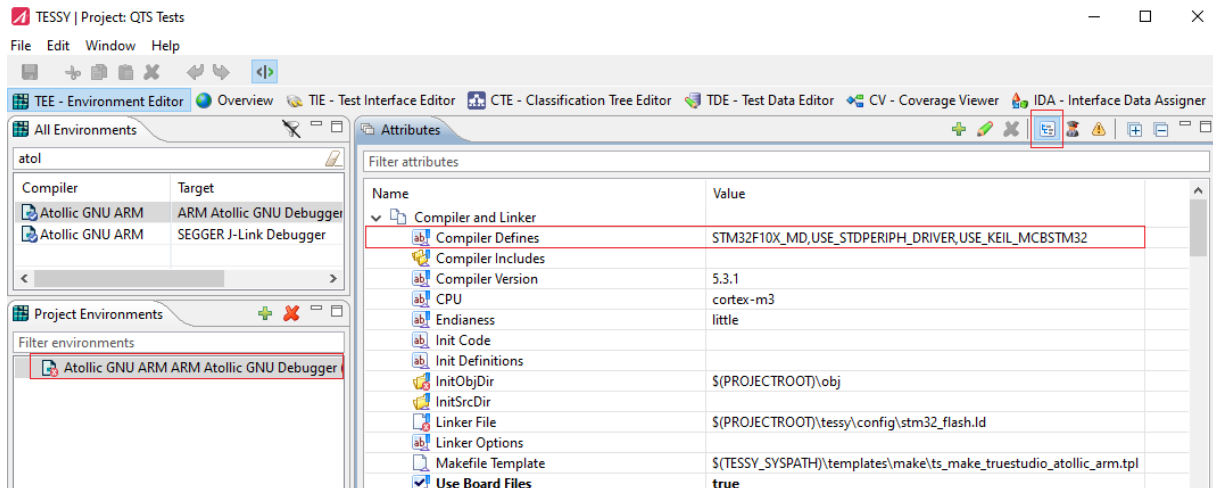 TESSY | Project: QTS Tests
File Edit Window Help
TEE - Environment Editor Overview TIE - Test Interface Editor CTE - Classification Tree Editor TDE - Test Data Editor CV - Coverage Viewer IDA - Interface Data Assigner
All Environments
atol
Compiler Target
Atollic GNU ARM ARM Atollic GNU Debugger
Atollic GNU ARM SEGGER J-Link Debugger
Project Environments
Filter environments
Atollic GNU ARM ARM Atollic GNU Debugger (
Attributes
Filter attributes
Name Value
Compiler and Linker
Compiler Defines STM32F10X_MD,USE_STDPERIPH_DRIVER,USE_KEIL_MCBSTM32
Compiler Includes
Compiler Version 5.3.1
CPU cortex-m3
Endianess little
Init Code
Init Definitions
InitObjDir $(PROJECTROOT)\obj
InitSrcDir
Linker File $(PROJECTROOT)\tessy\config\stm32_flash.ld
Linker Options
Makefile Template $(TESSY_SYSPATH)\templates\make\ts_make_truestudio_atollic_arm.tpl
Use Board Files true